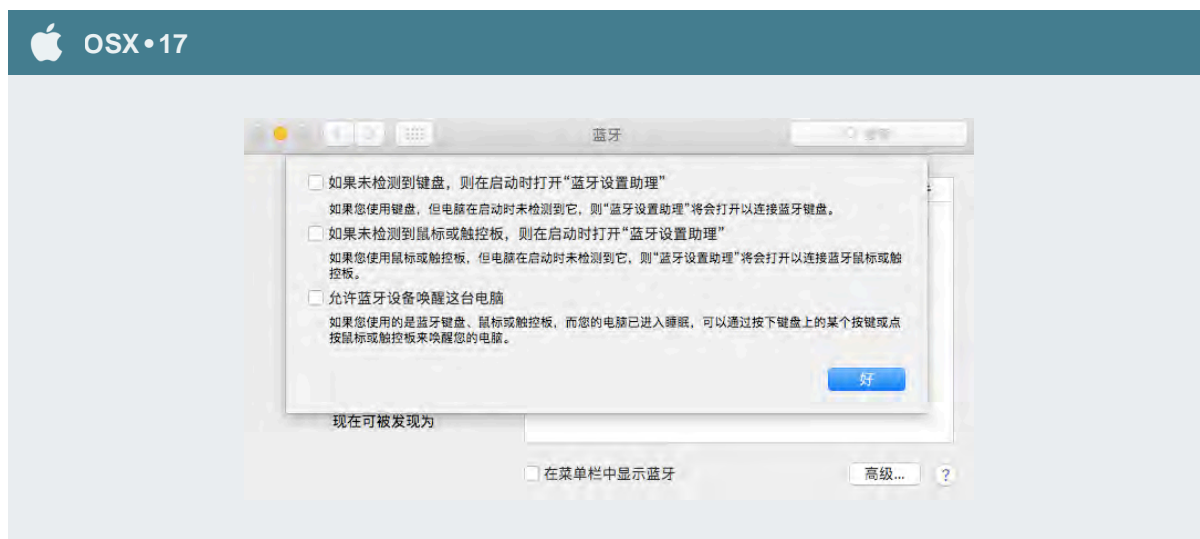 OSX•17
蓝牙
如果未检测到键盘，则在启动时打开“蓝牙设置助理”
如果您使用键盘，但电脑在启动时未检测到它，则“蓝牙设置助理”将会打开以连接蓝牙键盘。
如果未检测到鼠标或触控板，则在启动时打开“蓝牙设置助理”
如果您使用鼠标或触控板，但电脑在启动时未检测到它，则“蓝牙设置助理”将会打开以连接蓝牙鼠标或触
控板。
允许蓝牙设备唤醒这台电脑
如果您使用的是蓝牙键盘、鼠标或触控板，而您的电脑已进入睡眠，可以通过按下键盘上的某个按键或点
按鼠标或触控板来唤醒您的电脑。
好
现在可被发现为
在菜单栏中显示蓝牙
高级...
?